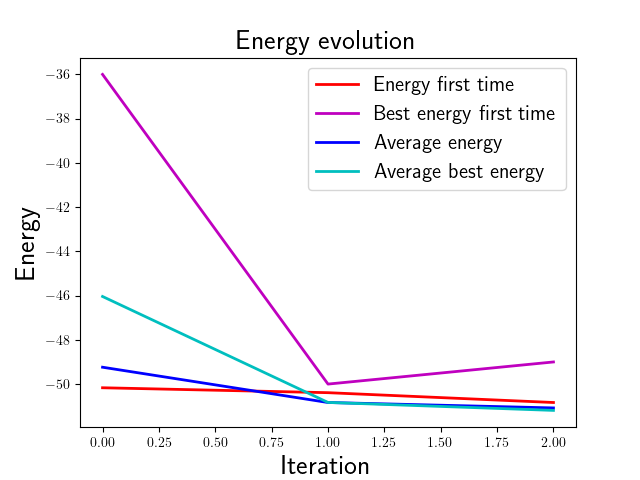 Energy evolution
Energy first time
Best energy first time
Average energy
Average best energy
Energy
−36
−38
−40
−42
−44
−46
−48
−50
0.00 0.25 0.50 0.75 1.00 1.25 1.50 1.75 2.00
Iteration